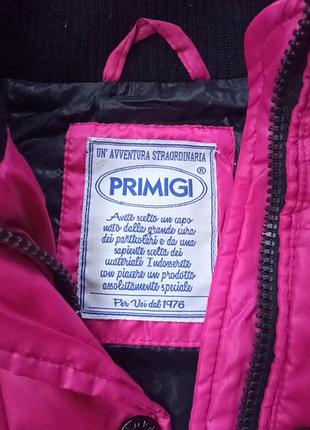 UN' AVVENTURA STRAORDINARIA
PRIMIGI ®
Avete scelto un capo
nato dalla grande cura
dei particolari e da una
sapiente scelta dei
materiali Indosserete
con piacere un prodotto
assolutamente speciale
Per Voi dal 1976